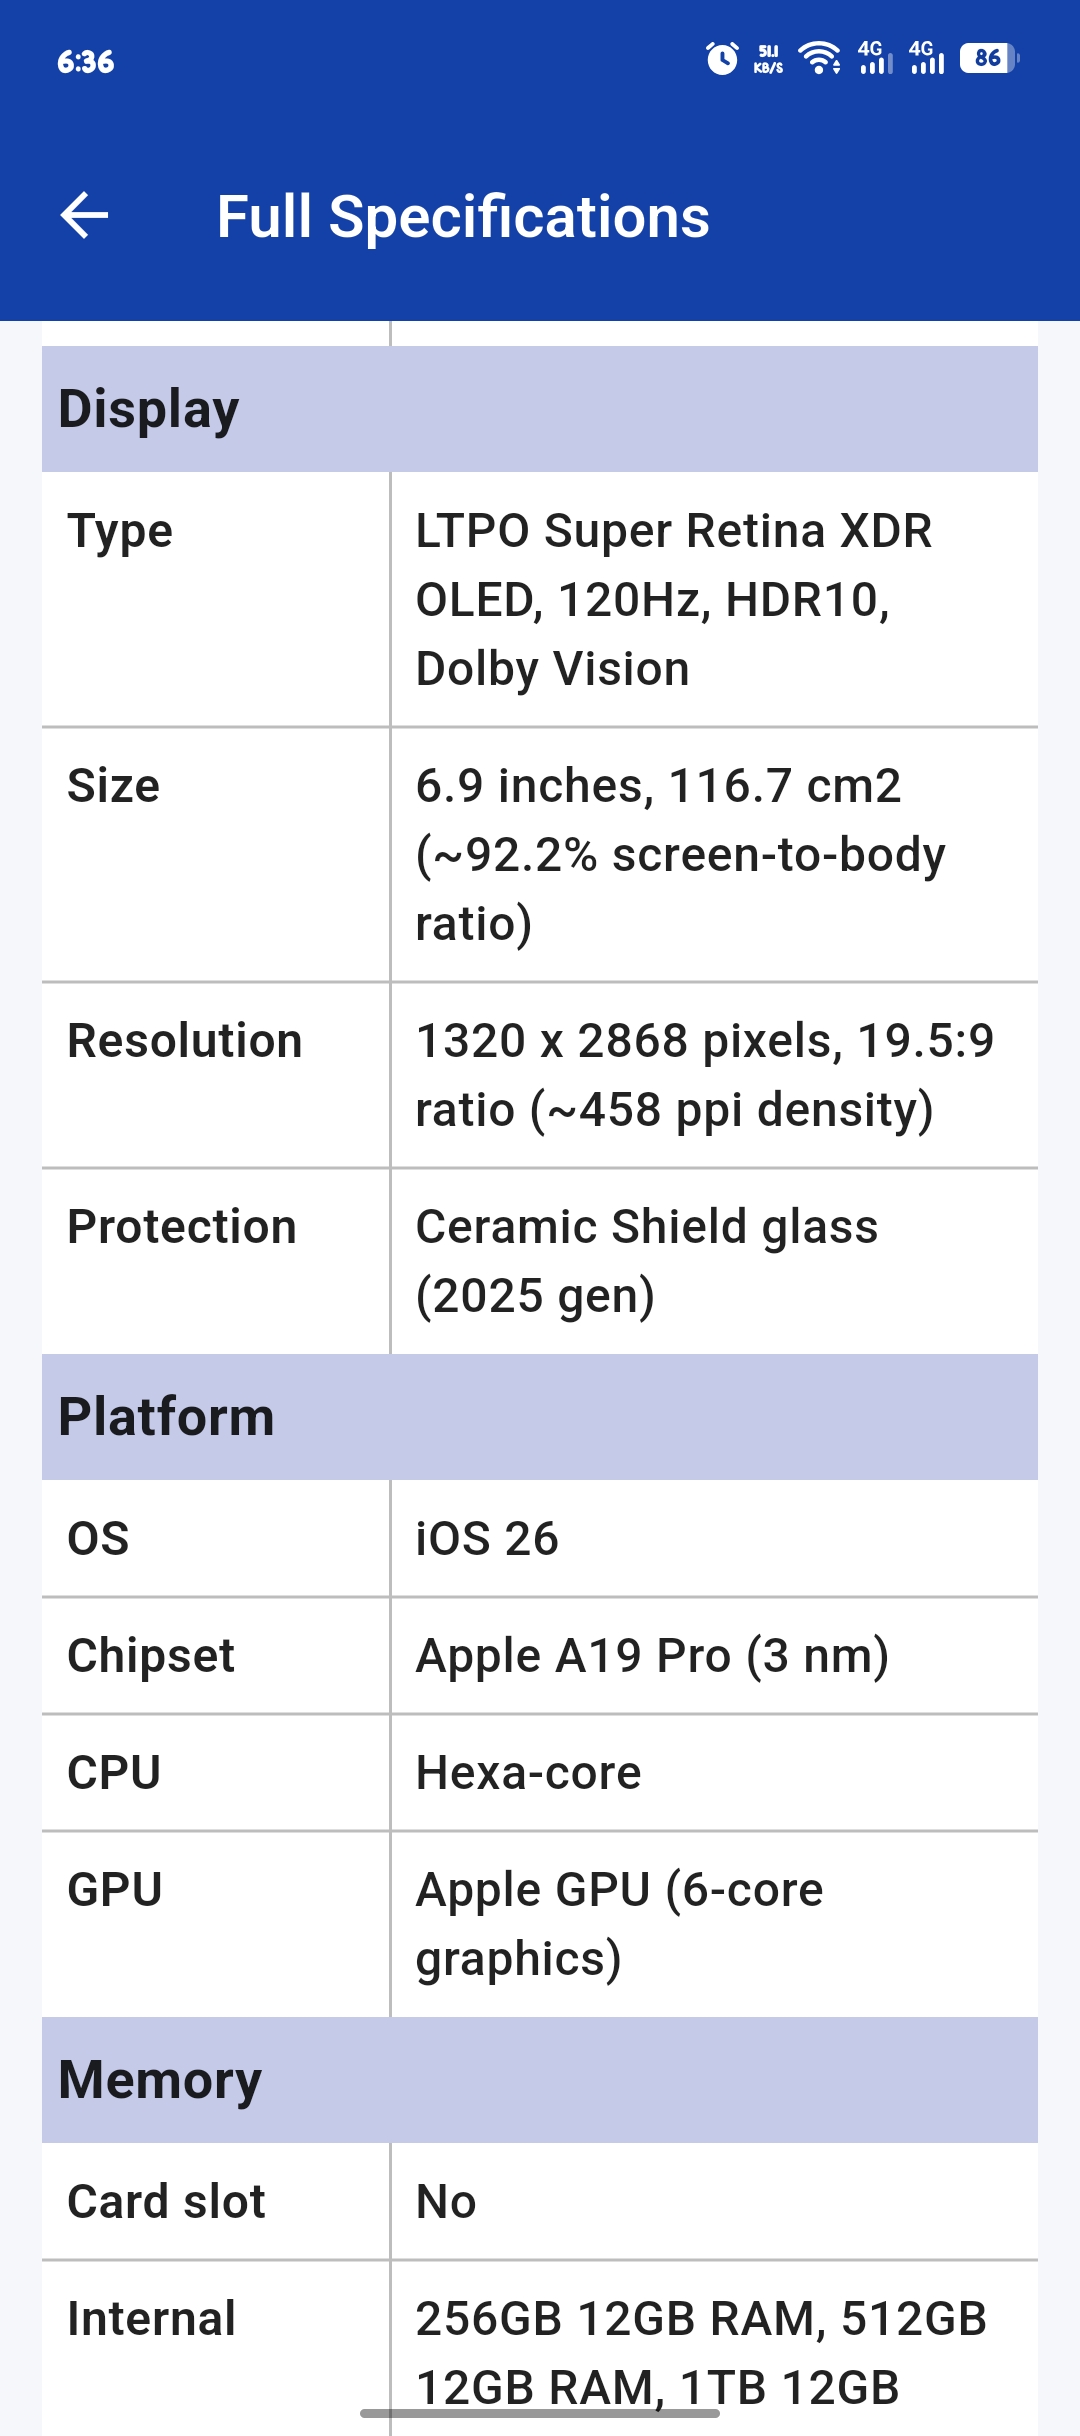 6:36
51.1
KB/S
4G
4G
86
Full Specifications
Display
Type
LTPO Super Retina XDR
OLED, 120Hz, HDR10,
Dolby Vision
Size
6.9 inches, 116.7 cm2
(~92.2% screen-to-body
ratio)
Resolution
1320 x 2868 pixels, 19.5:9
ratio (~458 ppi density)
Protection
Ceramic Shield glass
(2025 gen)
Platform
OS
iOS 26
Chipset
Apple A19 Pro (3 nm)
CPU
Hexa-core
GPU
Apple GPU (6-core
graphics)
Memory
Card slot
No
Internal
256GB 12GB RAM, 512GB
12GB RAM, 1TB 12GB